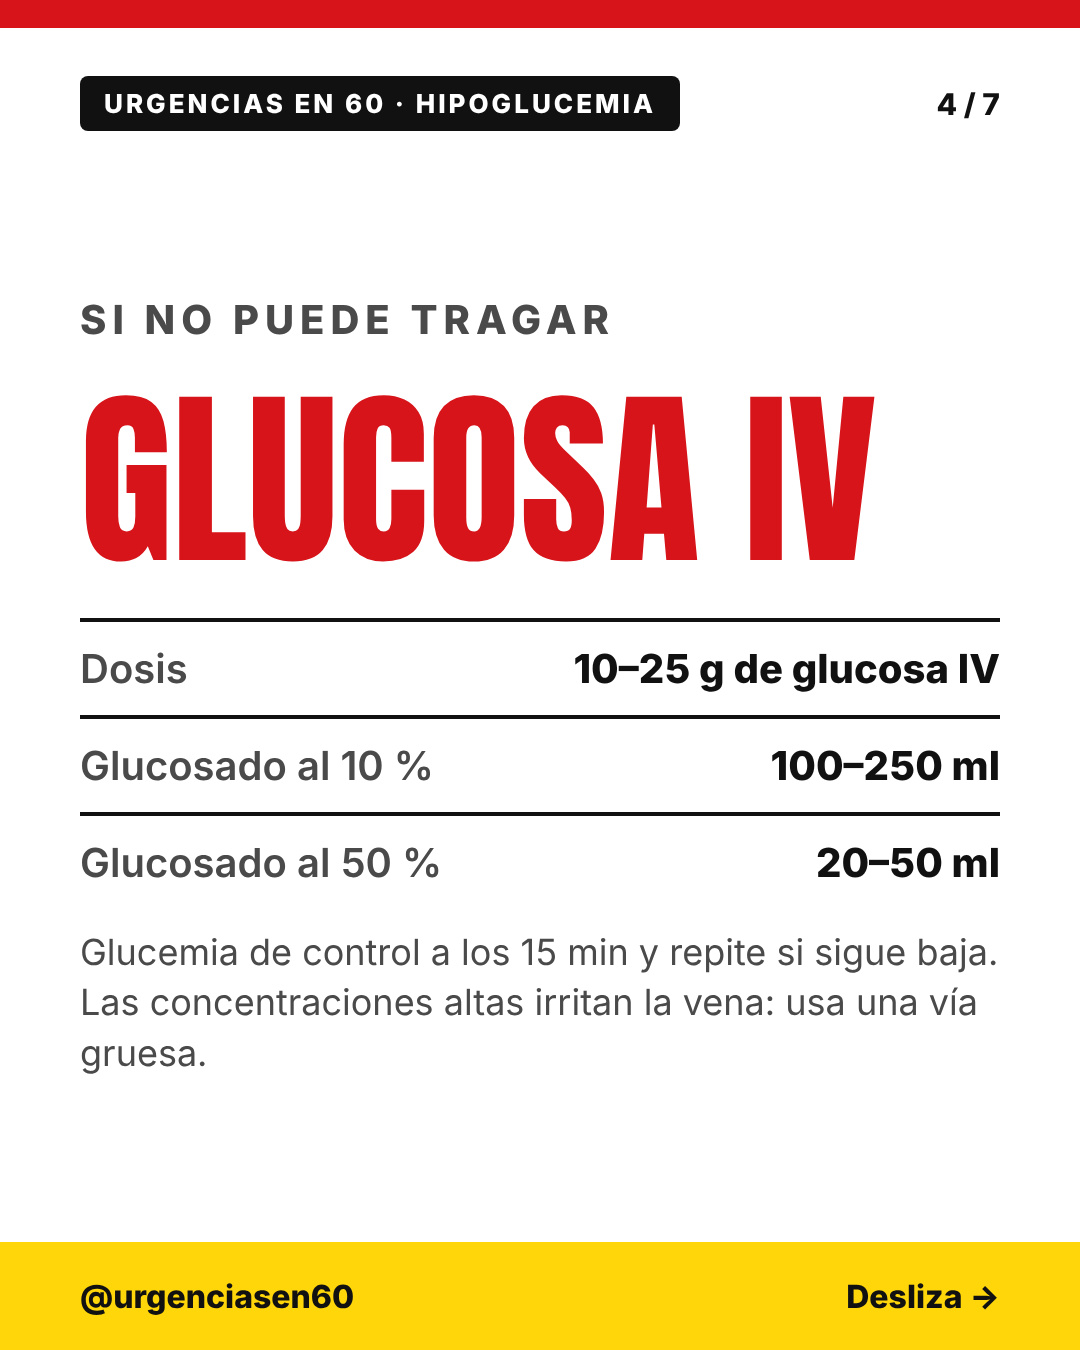 URGENCIAS EN 60 · HIPOGLUCEMIA
4 / 7
SI NO PUEDE TRAGAR
GLUCOSA IV
Dosis 10–25 g de glucosa IV
Glucosado al 10 % 100–250 ml
Glucosado al 50 % 20–50 ml
Glucemia de control a los 15 min y repite si sigue baja.
Las concentraciones altas irritan la vena: usa una vía
gruesa.
@urgenciasen60
Desliza →